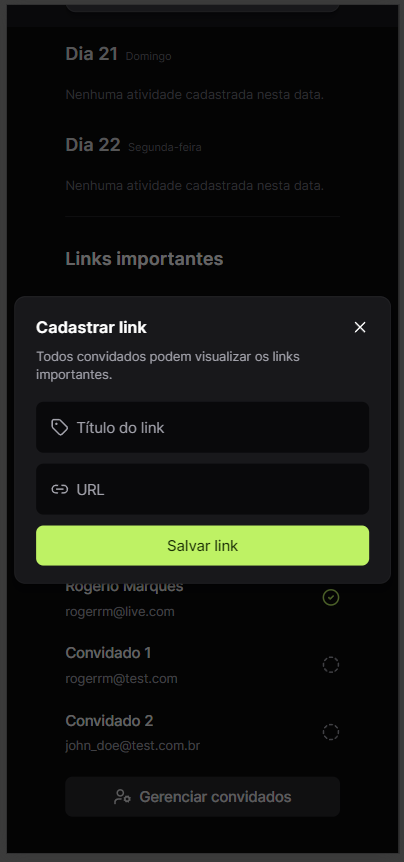 Dia 21 Domingo
Nenhuma atividade cadastrada nesta data.
Dia 22 Segunda-feira
Nenhuma atividade cadastrada nesta data.
Links importantes
Cadastrar link
Todos convidados podem visualizar os links
importantes.
Título do link
URL
Salvar link
Rogério Marques
rogerrm@live.com
Convidado 1
rogerrm@test.com
Convidado 2
john_doe@test.com.br
Gerenciar convidados